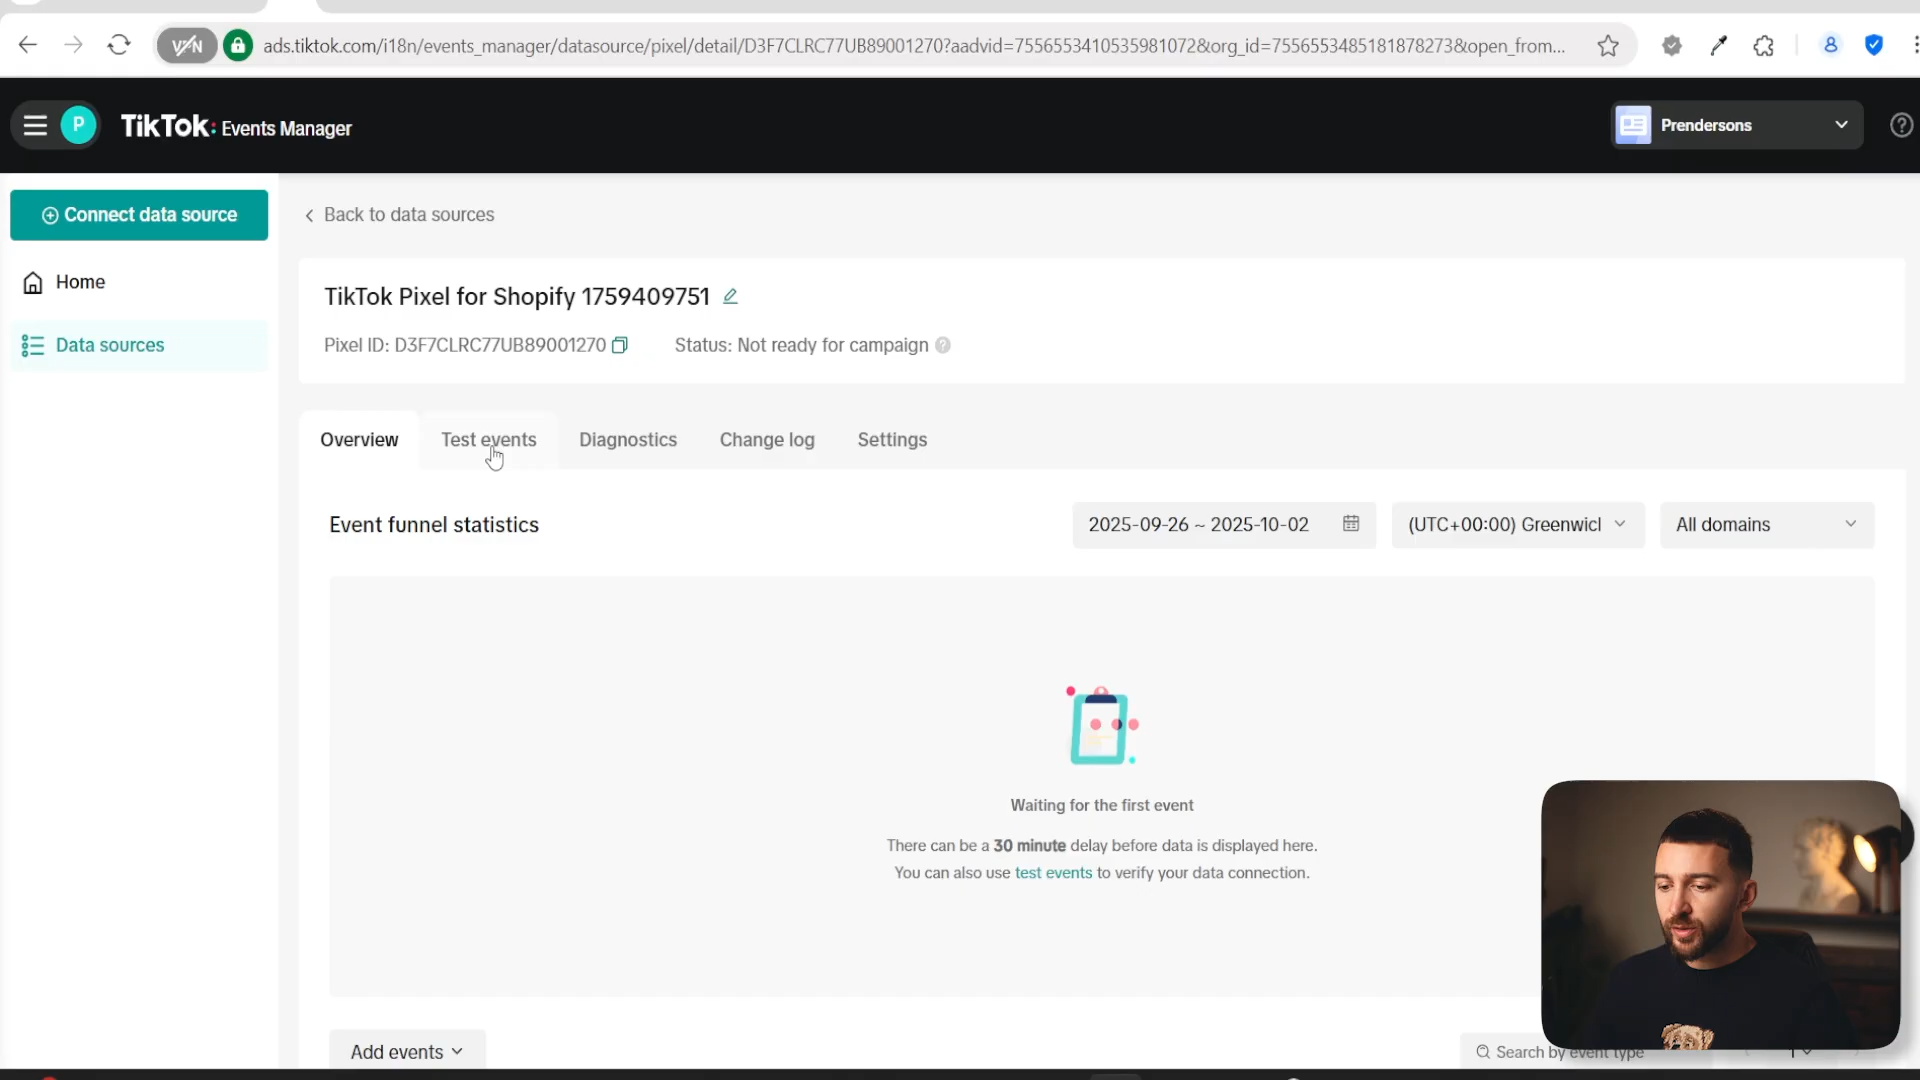 VPN
ads.tiktok.com/i18n/events_manager/datasource/pixel/detail/D3F7CLRC77UB89001270?aadvid=7556553410535981072&org_id=7556553485181878273&open_from...
P
TikTok: Events Manager
Prendersons
Connect data source
Back to data sources
Home
TikTok Pixel for Shopify 1759409751
Data sources
Pixel ID: D3F7CLRC77UB89001270
Status: Not ready for campaign
Overview
Test events
Diagnostics
Change log
Settings
Event funnel statistics
2025-09-26 ~ 2025-10-02
(UTC+00:00) Greenwicl
All domains
Waiting for the first event
There can be a 30 minute delay before data is displayed here.
You can also use test events to verify your data connection.
Add events
Search by event type